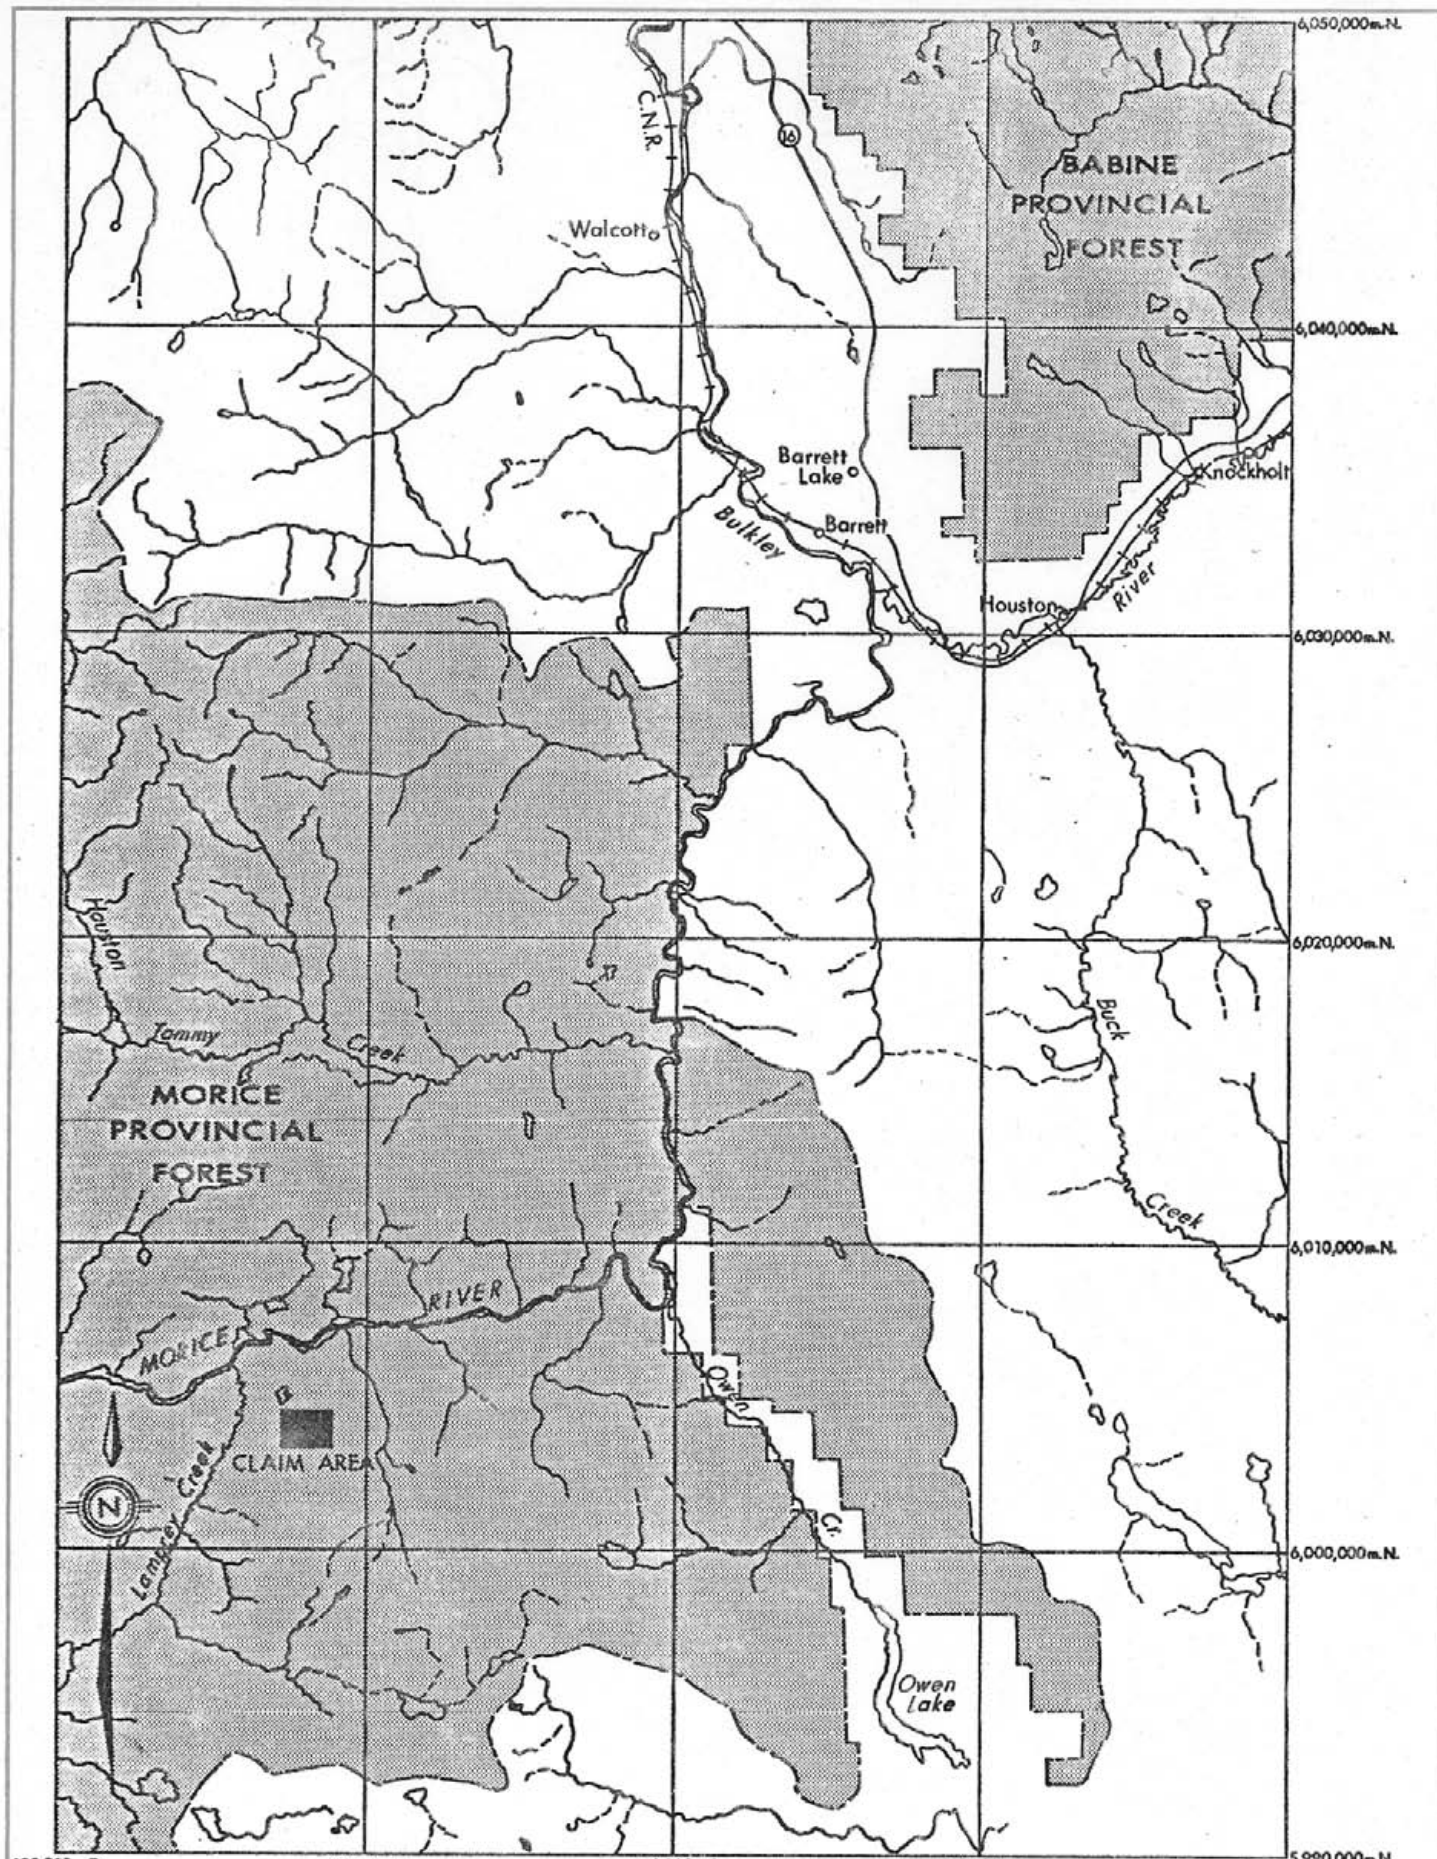 6,050,000m.N.
C.N.R.
16
BABINE
PROVINCIAL
FOREST
Walcott
6,040,000m.N.
Barrett
Lake
Knockholt
Barrett
Bulkley
River
Houston
6,030,000m.N.
Houston
6,020,000m.N.
Tommy
Creek
Buck
MORICE
PROVINCIAL
FOREST
Creek
6,010,000m.N.
RIVER
MORICE
Owen
CLAIM AREA
Creek
N
Cr.
Lamprey
6,000,000m.N.
Owen
Lake